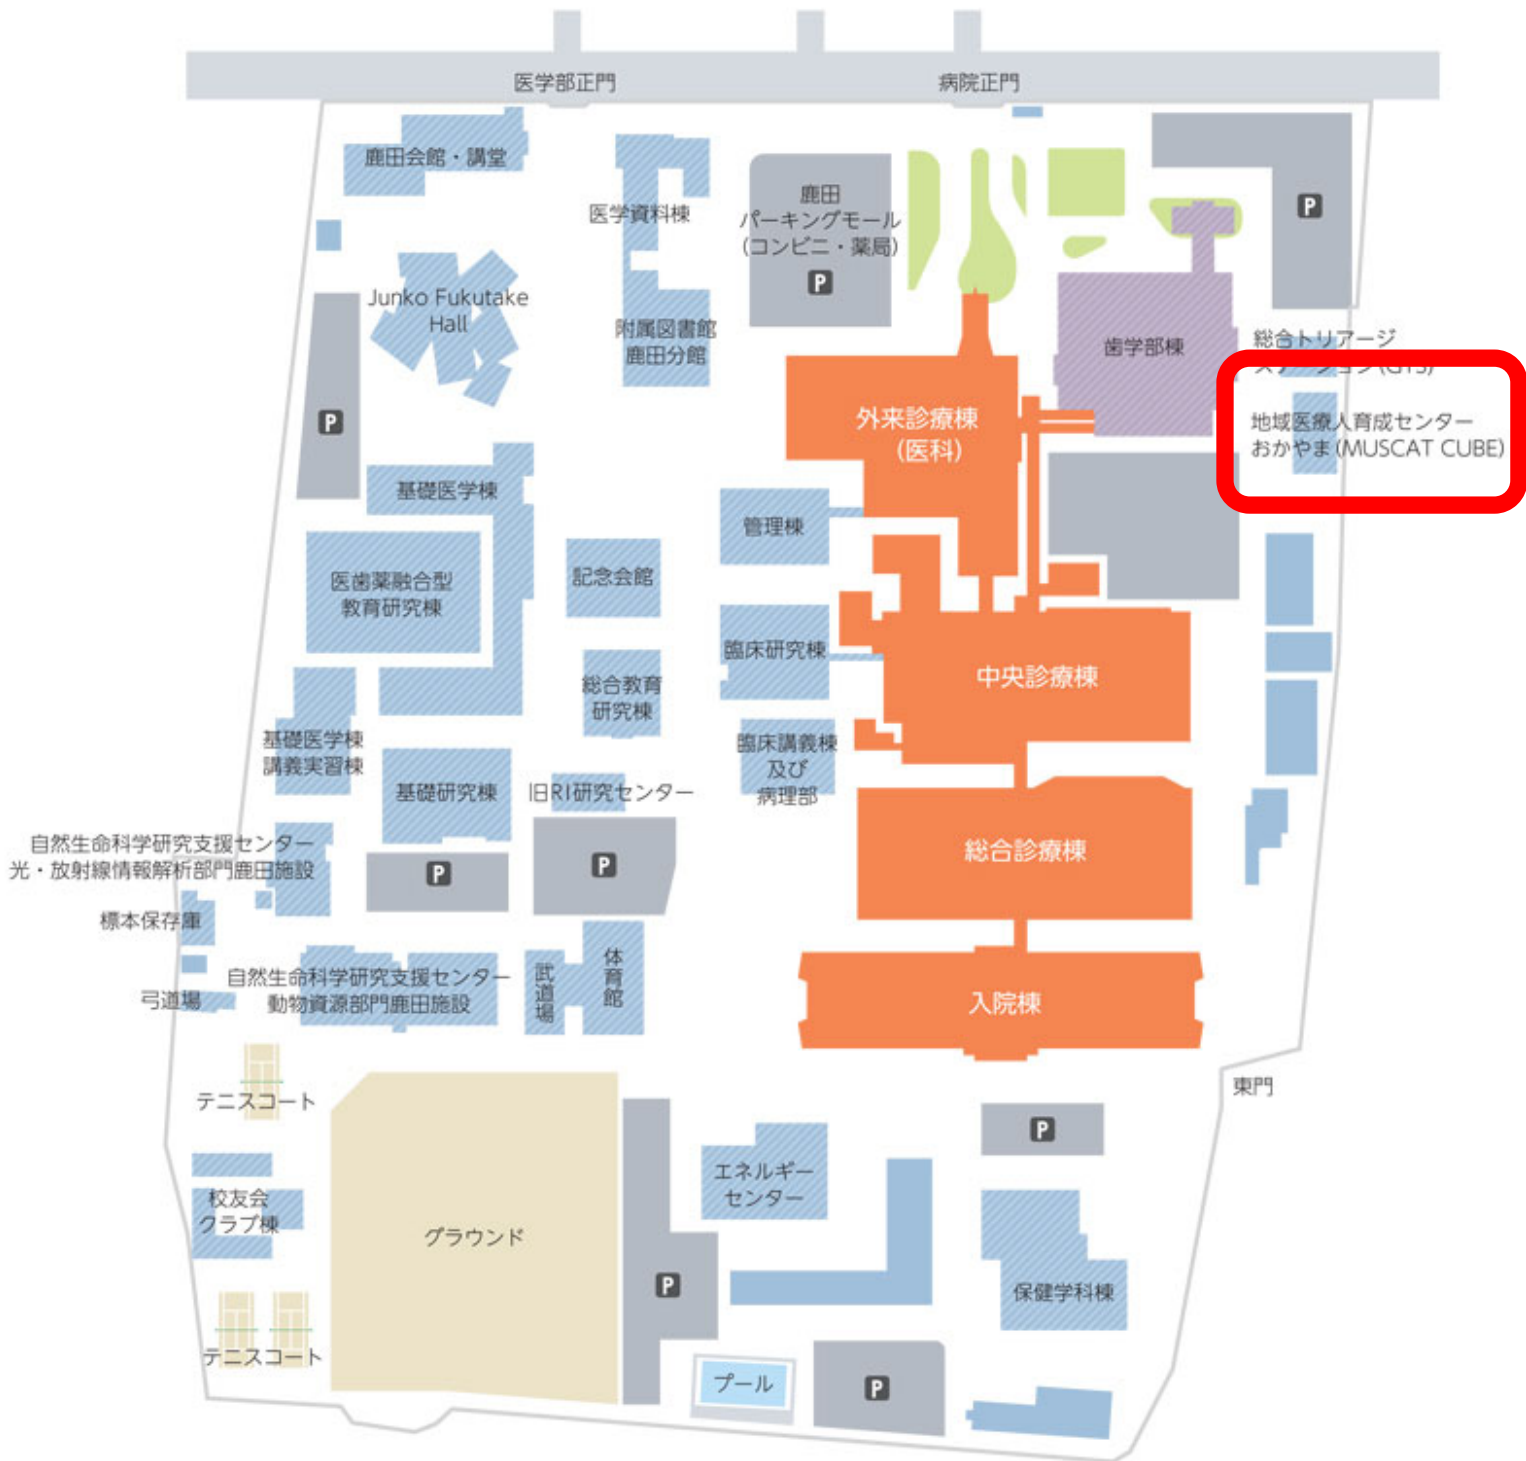 医学部正門
病院正門
鹿田会館・講堂
医学資料棟
鹿田
パーキングモール
(コンビニ・薬局)
P
P
Junko Fukutake
Hall
附属図書館
鹿田分館
歯学部棟
総合トリアージ
地域医療人育成センター
おかやま(MUSCAT CUBE)
P
外来診療棟
(医科)
基礎医学棟
管理棟
医歯薬融合型
教育研究棟
記念会館
臨床研究棟
中央診療棟
総合教育
研究棟
基礎医学棟
講義実習棟
臨床講義棟
及び
病理部
基礎研究棟
旧RI研究センター
総合診療棟
自然生命科学研究支援センター
光・放射線情報解析部門鹿田施設
P
P
標本保存庫
自然生命科学研究支援センター
動物資源部門鹿田施設
武道場
体育館
弓道場
入院棟
東門
テニスコート
P
エネルギー
センター
校友会
クラブ棟
グラウンド
P
保健学科棟
テニスコート
プール
P